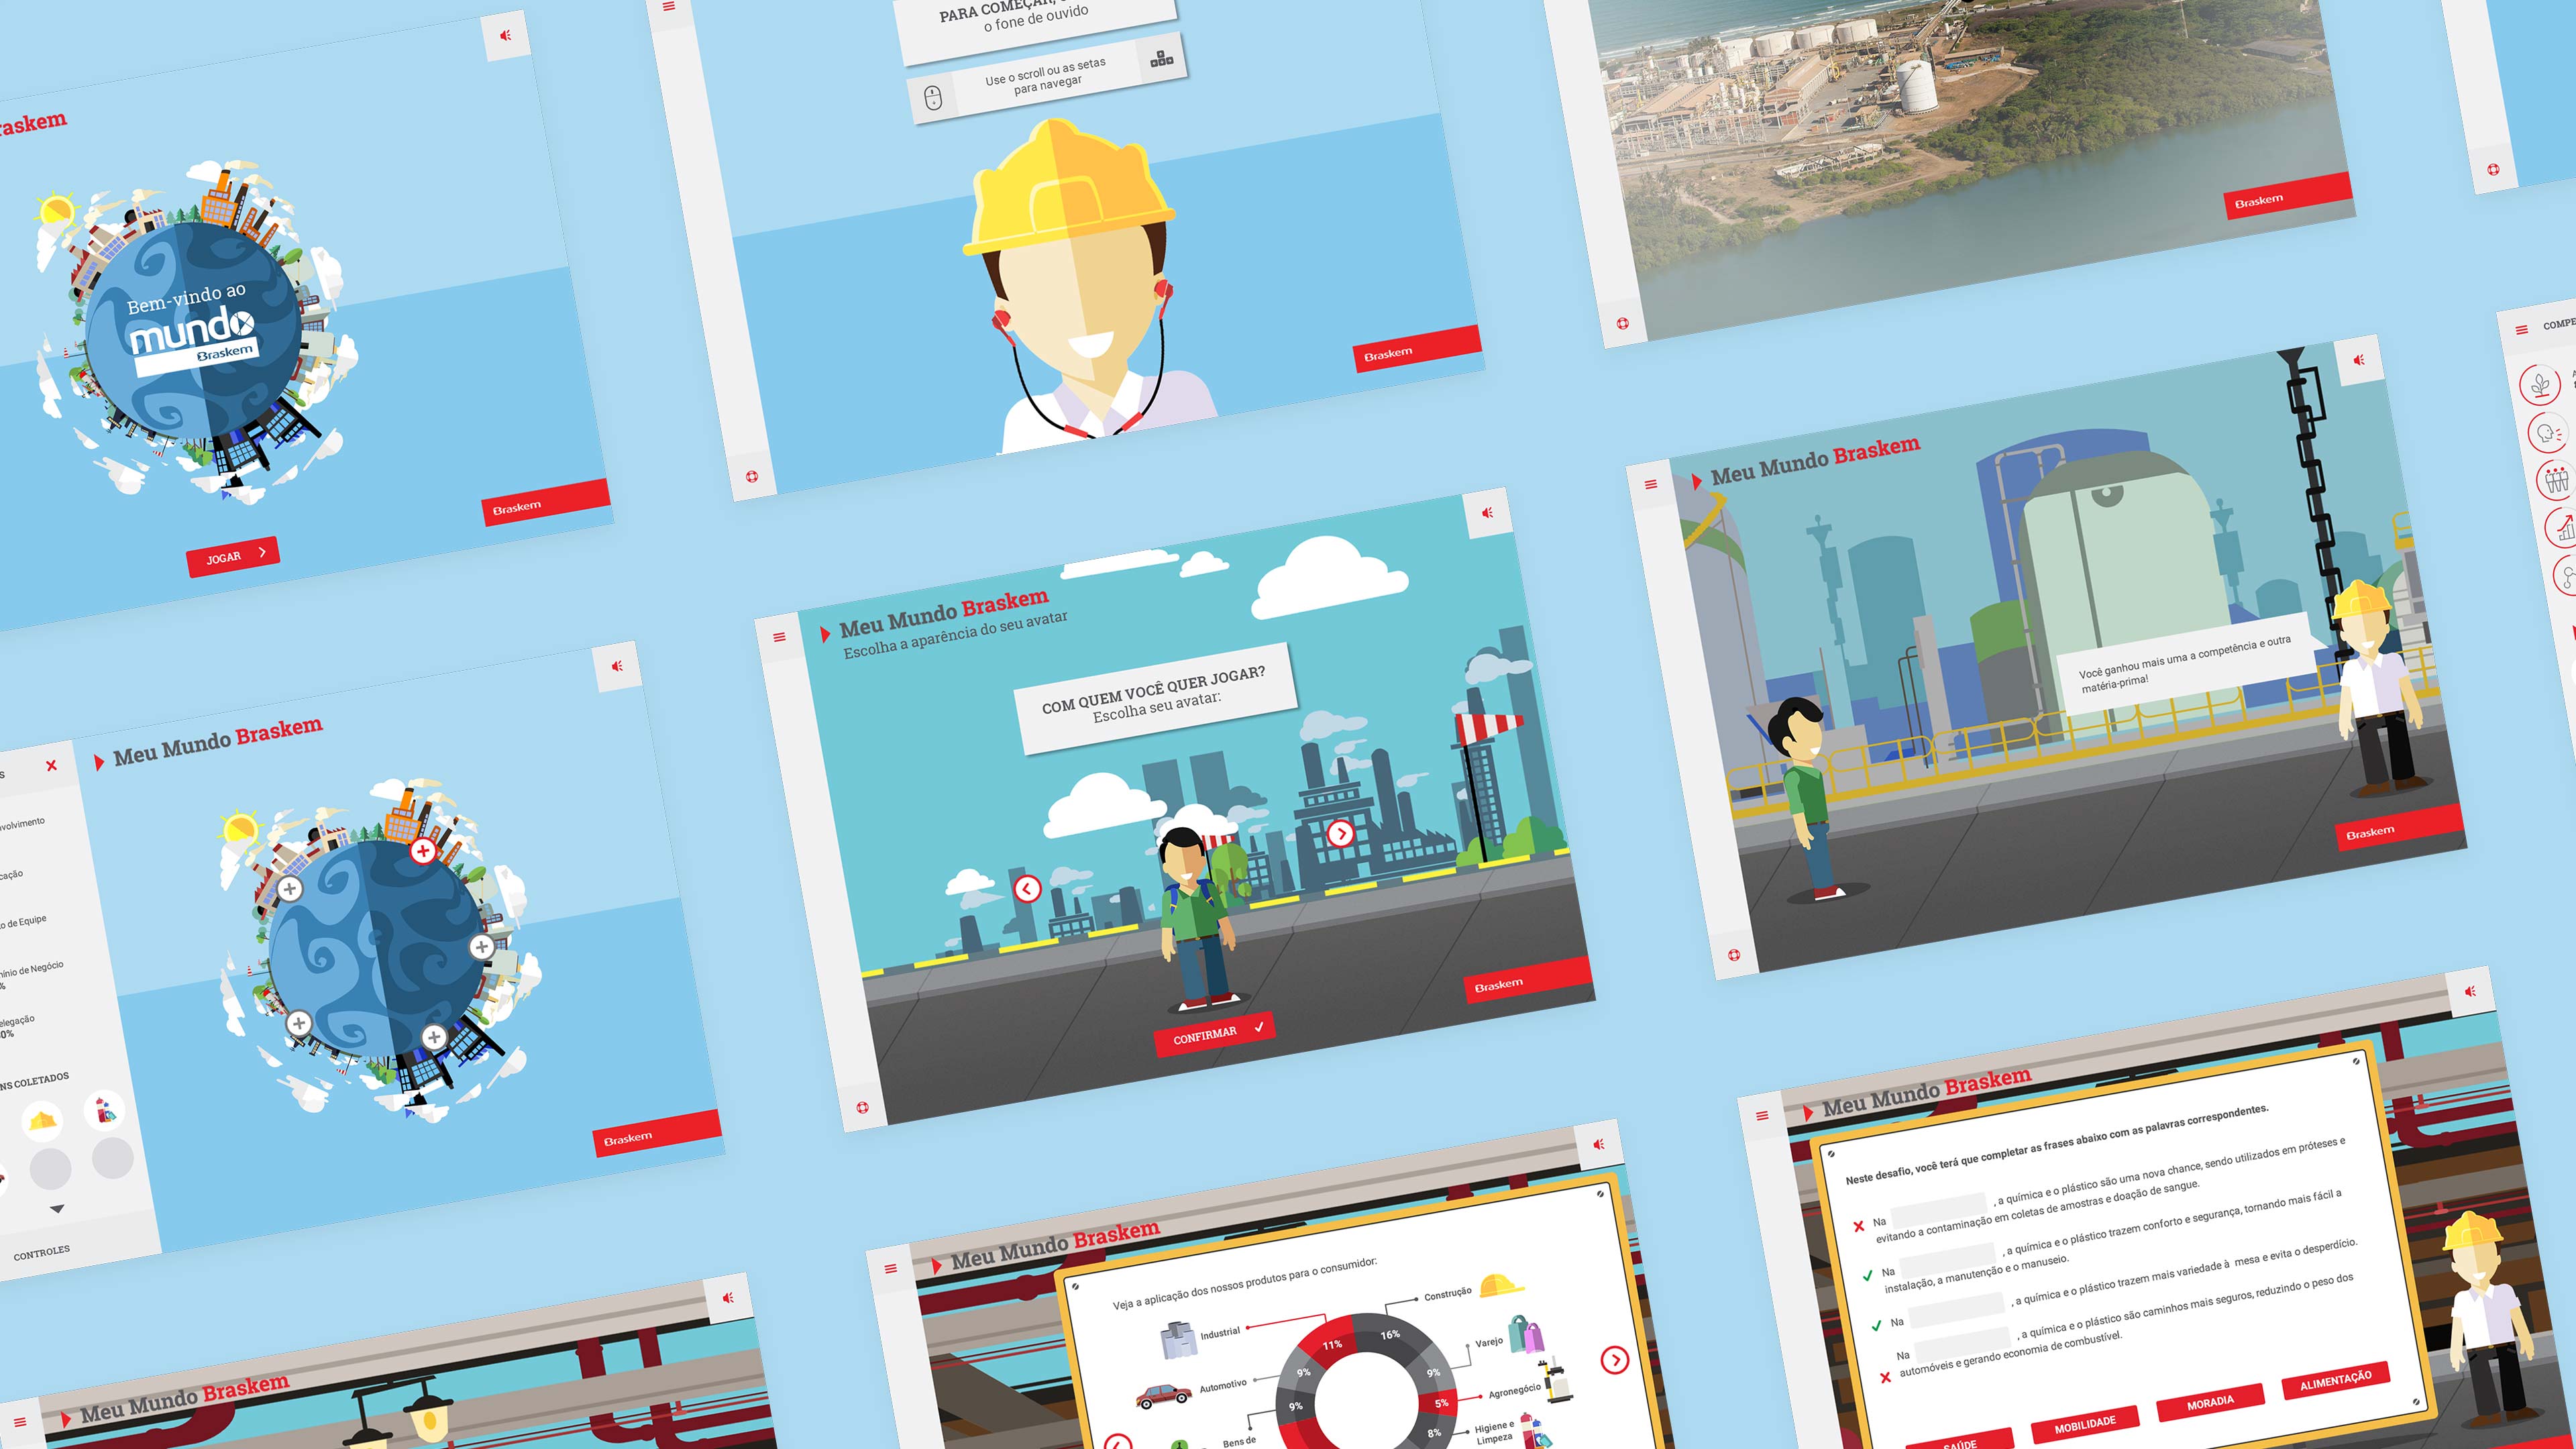 Braskem
Bem-vindo ao
mundo
Braskem
JOGAR
Braskem
PARA COMEÇAR,
o fone de ouvido
Use o scroll ou as setas
para navegar
Braskem
Braskem
Meu Mundo Braskem
de Equipe
de Negócio
%
COLETADOS
CONTROLES
Braskem
Meu Mundo Braskem
Escolha a aparência do seu avatar
COM QUEM VOCÊ QUER JOGAR?
Escolha seu avatar:
CONFIRMAR
Braskem
Meu Mundo Braskem
Você ganhou mais uma a competência e outra
matéria-prima!
Braskem
Meu Mundo Braskem
Meu Mundo Braskem
Veja a aplicação dos nossos produtos para o consumidor:
Industrial
11%
16%
Construção
Automotivo
9%
9%
Varejo
9%
5%
Agronegócio
Bens de
8%
Higiene e
Limpeza
Meu Mundo Braskem
Neste desafio, você terá que completar as frases abaixo com as palavras correspondentes.
Na , a química e o plástico são uma nova chance, sendo utilizados em próteses e
evitando a contaminação em coletas de amostras e doação de sangue.
Na , a química e o plástico trazem conforto e segurança, tornando mais fácil a
instalação, a manutenção e o manuseio.
Na , a química e o plástico trazem mais variedade à mesa e evita o desperdício.
Na , a química e o plástico são caminhos mais seguros, reduzindo o peso dos
automóveis e gerando economia de combustível.
SAÚDE
MOBILIDADE
MORADIA
ALIMENTAÇÃO